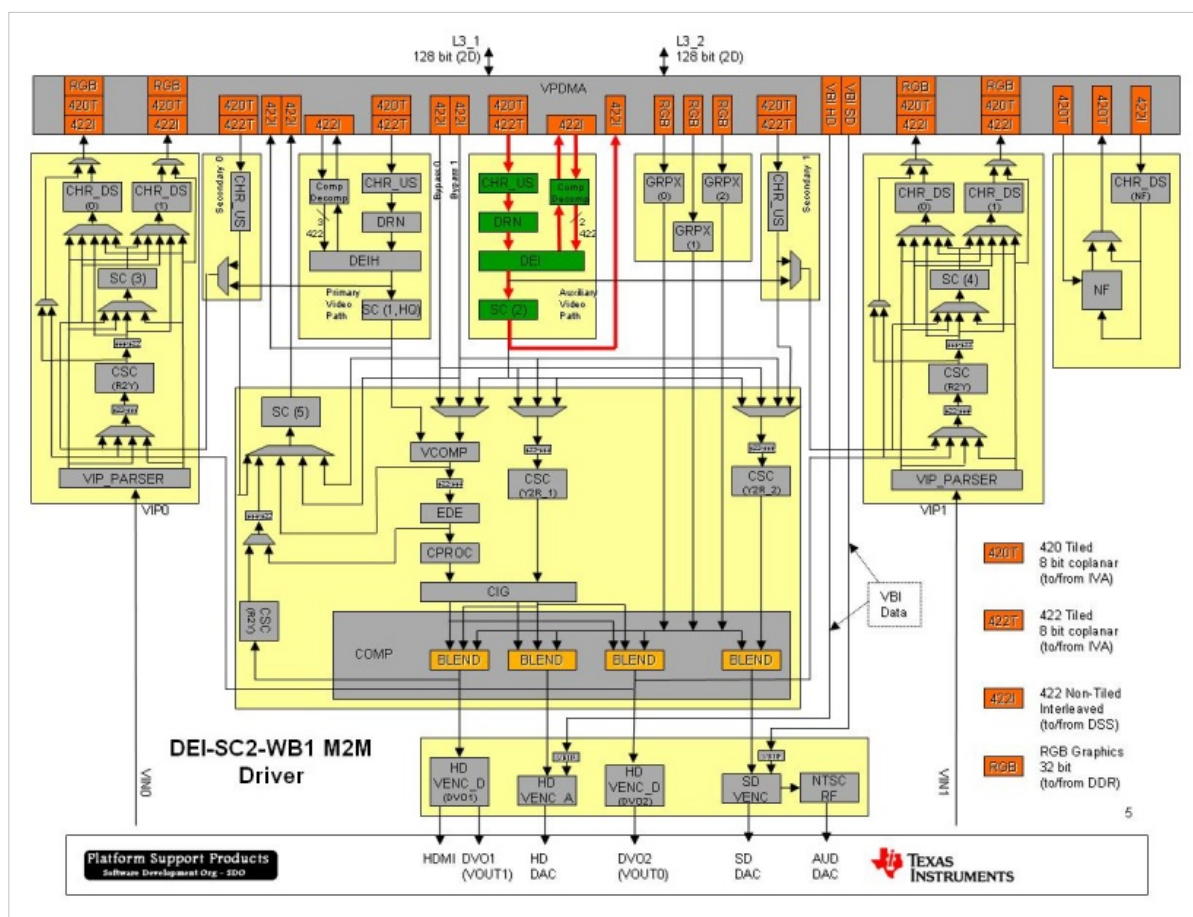 L3_1
128 bit (2D)
L3_2
128 bit (2D)
VPDMA
RGB
420T
422I
RGB
420T
422I
420T
422T
422I
422I
422I
420T
422T
422I
422I
420T
422T
422I
422I
RGB
RGB
RGB
420T
422T
VBI HD
VBI SD
RGB
420T
422I
RGB
420T
422I
420T
420T
422I
CHR_DS
(0)
CHR_DS
(1)
SC (3)
CSC
(R2Y)
VIP_PARSER
VIP0
Secondary 0
CHR_US
Comp
Decomp
3
422
CHR_US
DRN
DEIH
Primary
Video
Path
SC (1,HQ)
Bypass 0
Bypass 1
CHR_US
DRN
DEI
SC (2)
Comp
Decomp
2
422
Auxiliary
Video
Path
GRPX
(0)
GRPX
(1)
GRPX
(2)
Secondary 1
CHR_US
CHR_DS
(0)
CHR_DS
(1)
SC (4)
CSC
(R2Y)
VIP_PARSER
VIP1
CHR_DS
(NF)
NF
SC (5)
VCOMP
EDE
CPROC
CIG
CSC
(Y2R_1)
CSC
(Y2R_2)
CSC
(R2Y)
COMP
BLEND
BLEND
BLEND
BLEND
VBI
Data
420T
420 Tiled
8 bit coplanar
(to/from IVA)
422T
422 Tiled
8 bit coplanar
(to/from IVA)
422I
422 Non-Tiled
Interleaved
(to/from DSS)
RGB
RGB Graphics
32 bit
(to/from DDR)
5
DEI-SC2-WB1 M2M
Driver
VIN0
VIN1
HD
VENC_D
(DVO1)
HD
VENC_A
HD
VENC_D
(DVO2)
SD
VENC
NTSC
RF
HDMI
DVO1
(VOUT1)
HD
DAC
DVO2
(VOUT0)
SD
DAC
AUD
DAC
Platform Support Products
Software Development Org - SDO
TEXAS
INSTRUMENTS